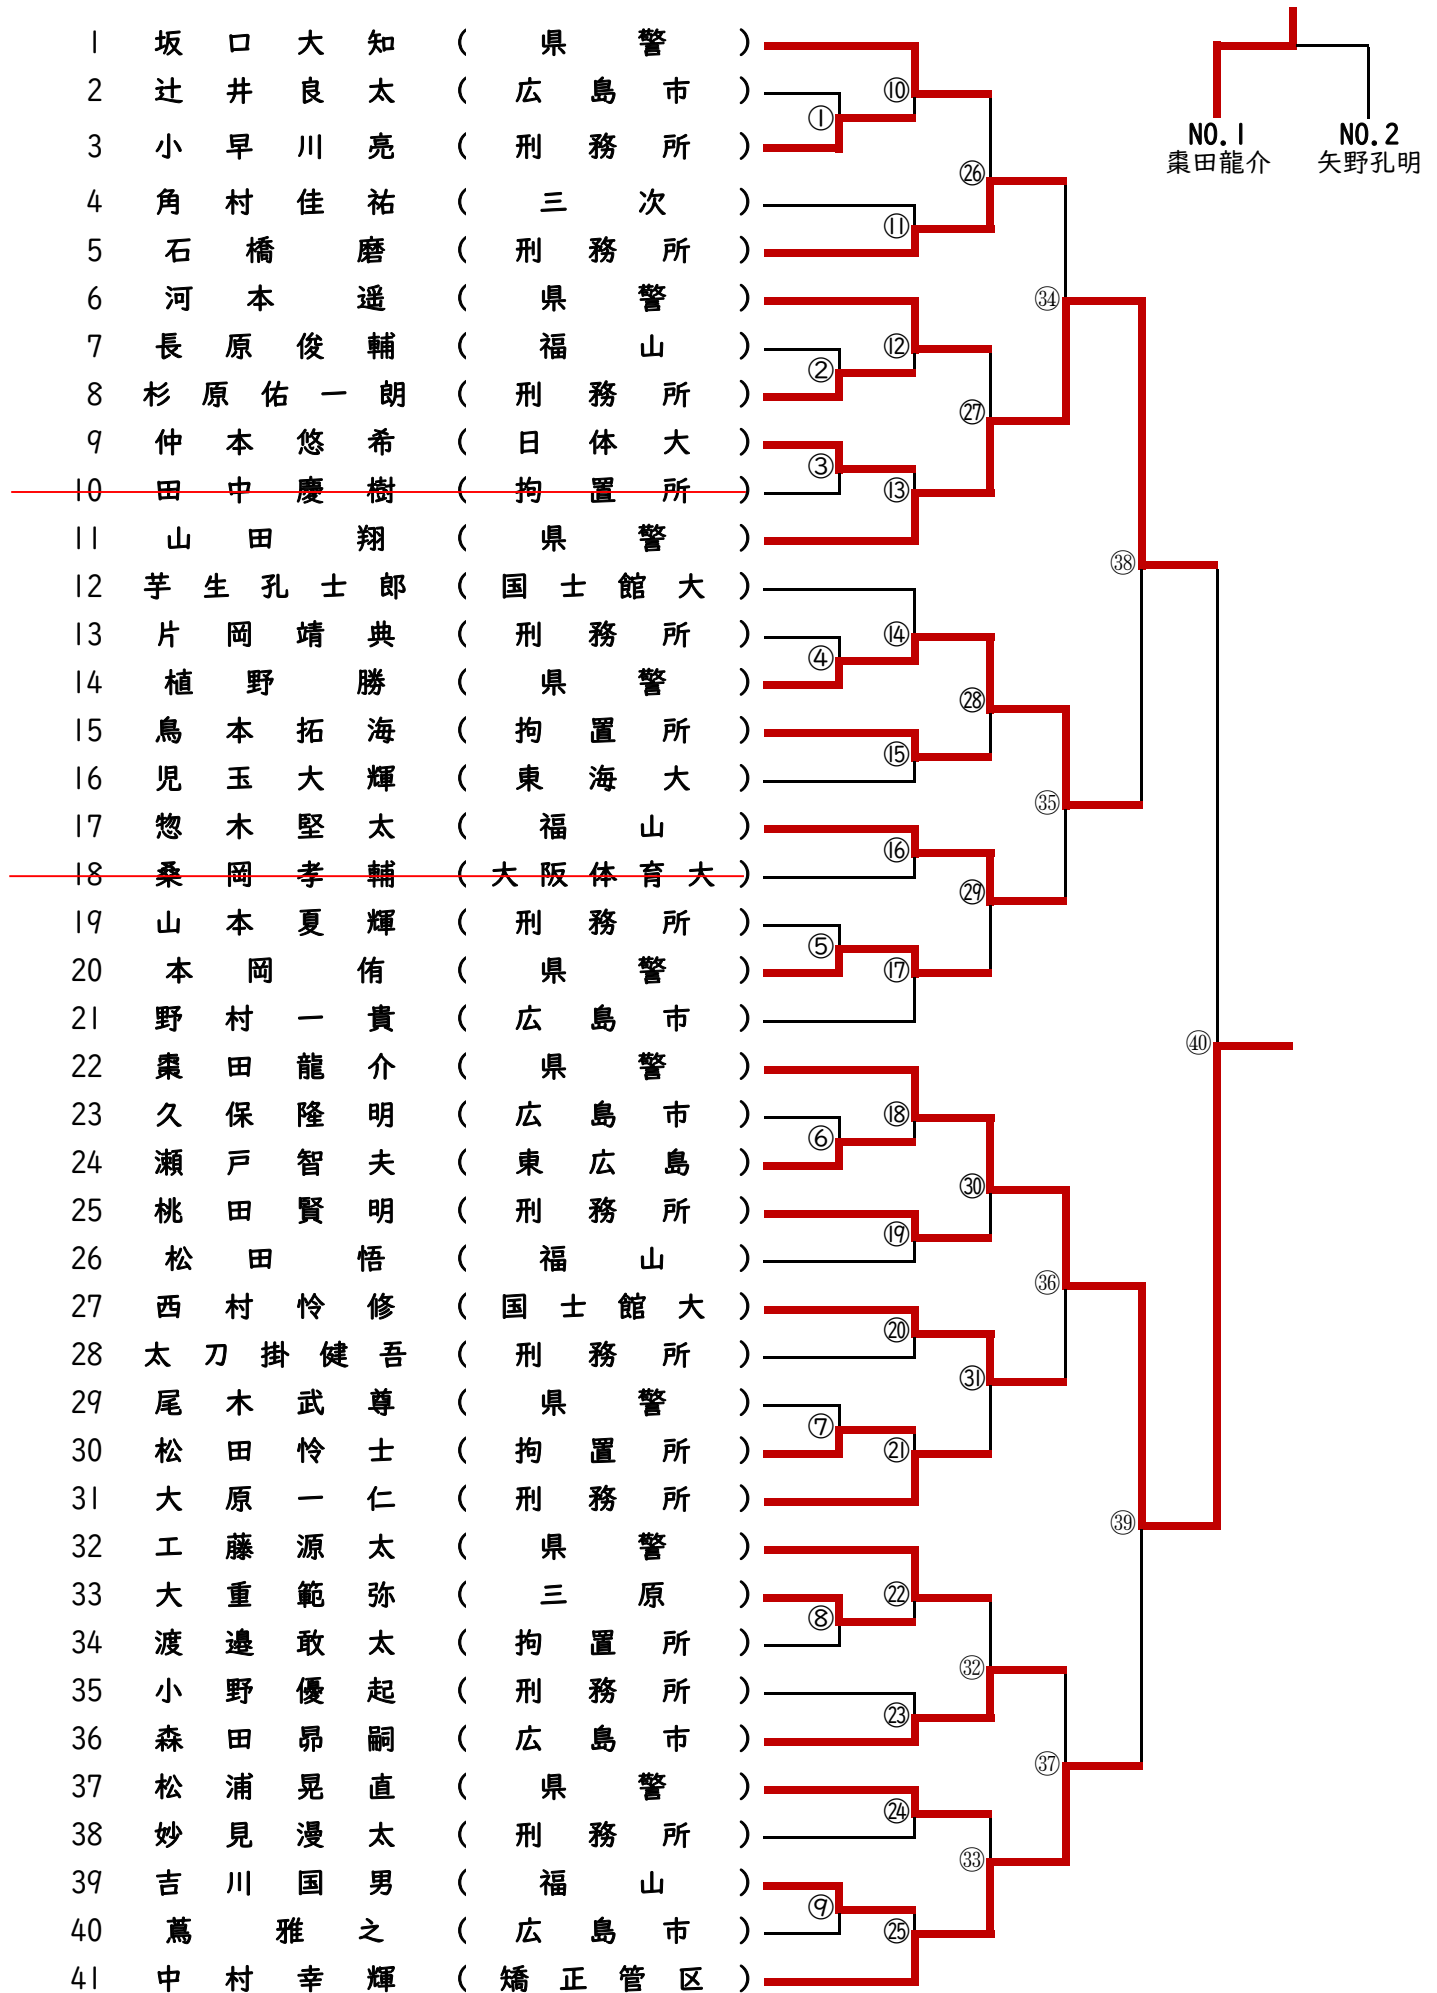 1 坂口大知 (県警)
2 辻井良太 (広島市)
3 小早川亮 (刑務所)
4 角村佳祐 (三次)
5 石橋磨 (刑務所)
6 河本遥 (県警)
7 長原俊輔 (福山)
8 杉原佑一朗 (刑務所)
9 仲本悠希 (日体大)
10 田中慶樹 (拘置所)
11 山田翔 (県警)
12 芋生孔士郎 (国士館大)
13 片岡靖典 (刑務所)
14 植野勝 (県警)
15 鳥本拓海 (拘置所)
16 児玉大輝 (東海大)
17 惣木堅太 (福山)
18 桑岡孝輔 (大阪体育大)
19 山本夏輝 (刑務所)
20 本岡侑 (県警)
21 野村一貴 (広島市)
22 棗田龍介 (県警)
23 久保隆明 (広島市)
24 瀬戸智夫 (東広島)
25 桃田賢明 (刑務所)
26 松田悟 (福山)
27 西村怜修 (国士館大)
28 太刀掛健吾 (刑務所)
29 尾木武尊 (県警)
30 松田怜士 (拘置所)
31 大原一仁 (刑務所)
32 工藤源太 (県警)
33 大重範弥 (三原)
34 渡邉敢太 (拘置所)
35 小野優起 (刑務所)
36 森田昴嗣 (広島市)
37 松浦晃直 (県警)
38 妙見漫太 (刑務所)
39 吉川国男 (福山)
40 蔦雅之 (広島市)
41 中村幸輝 (矯正管区)
①
②
③
④
⑤
⑥
⑦
⑧
⑨
⑩
⑪
⑫
⑬
⑭
⑮
⑯
⑰
⑱
⑲
⑳
㉑
㉒
㉓
㉔
㉕
㉖
㉗
㉘
㉙
㉚
㉛
㉜
㉝
㉞
㉟
㊱
㊲
㊳
㊴
㊵
NO.1
棗田龍介
NO.2
矢野孔明